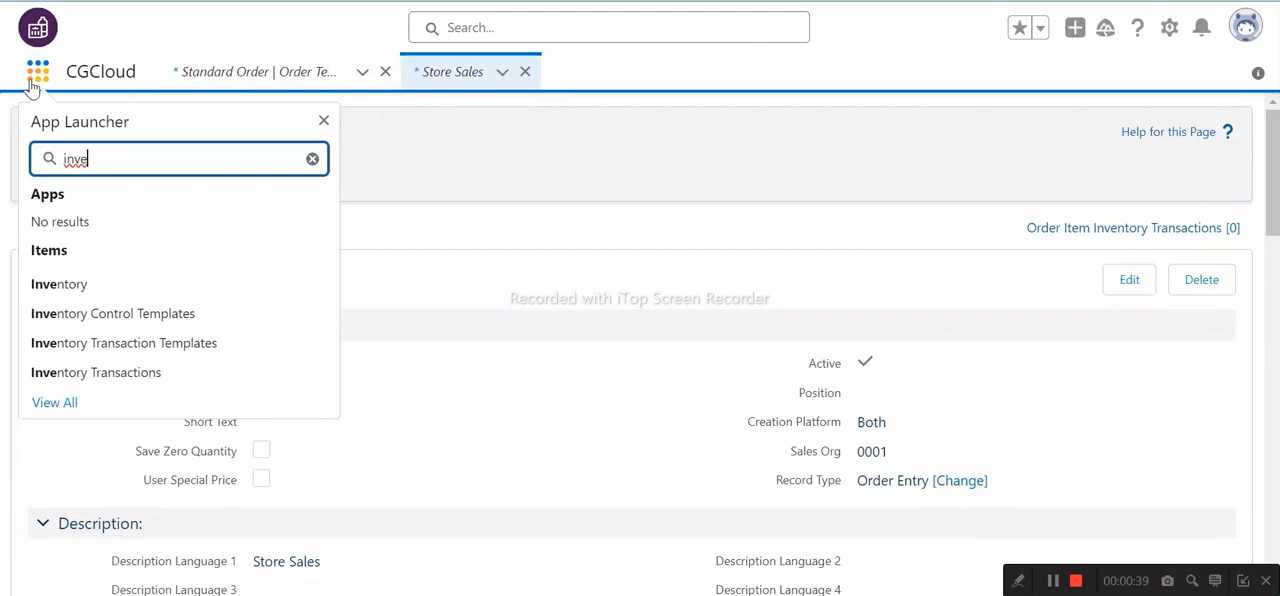 Search...
CGCloud
* Standard Order | Order Te...
* Store Sales
App Launcher
inve
Apps
No results
Items
Inventory
Inventory Control Templates
Inventory Transaction Templates
Inventory Transactions
View All
Help for this Page ?
Order Item Inventory Transactions [0]
Edit
Delete
Recorded with iTop Screen Recorder
Active
Position
Short Text
Creation Platform Both
Save Zero Quantity
Sales Org 0001
User Special Price
Record Type Order Entry [Change]
Description:
Description Language 1 Store Sales
Description Language 2
Description Language 3
Description Language 4
00:00:39